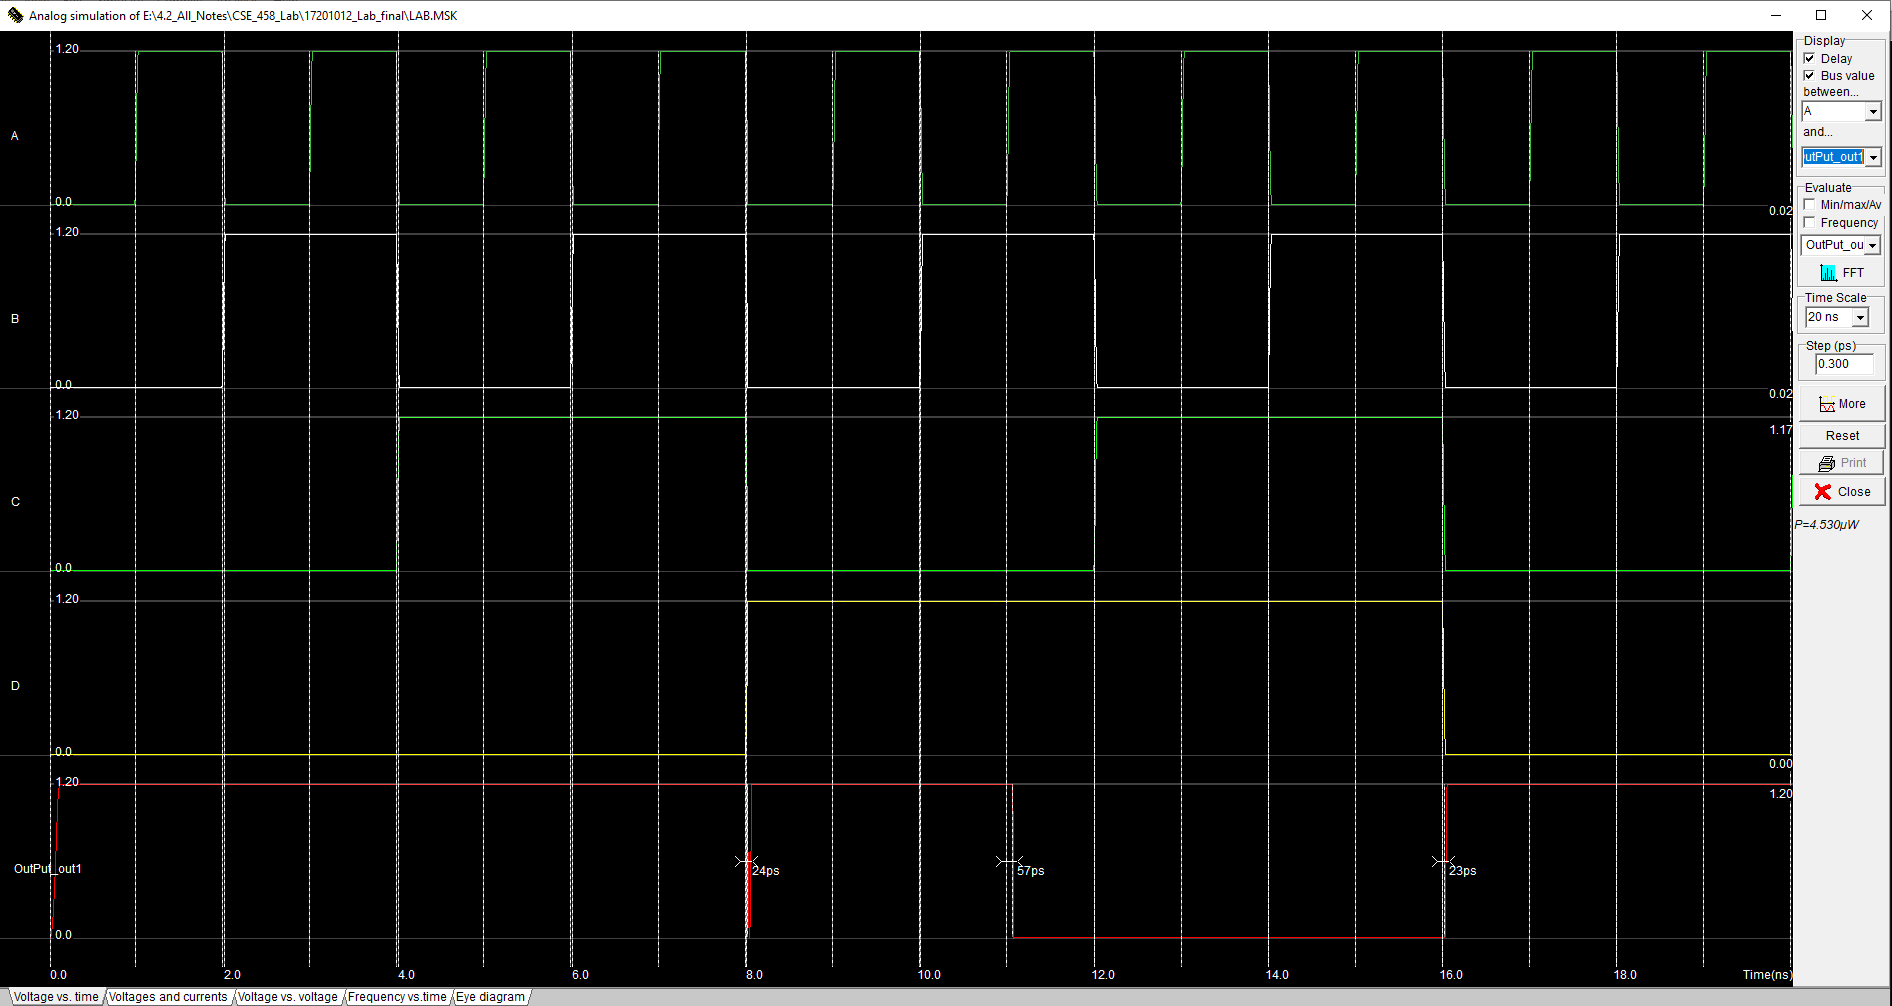 Analog simulation of E:\4.2_All_Notes\CSE_458_Lab\17201012_Lab_final\LAB.MSK
1.20
A
0.0
0.02
1.20
B
0.0
0.02
1.20
1.17
C
0.0
1.20
D
0.0
0.00
1.20
1.20
OutPut_out1
24ps
57ps
23ps
0.0
0.0 2.0 4.0 6.0 8.0 10.0 12.0 14.0 16.0 18.0 Time(ns)
Voltage vs. time Voltages and currents Voltage vs. voltage Frequency vs.time Eye diagram
Display
Delay
Bus value
between...
A
and...
utPut_out1
Evaluate
Min/max/Av
Frequency
OutPut_ou
FFT
Time Scale
20 ns
Step (ps)
0.300
More
Reset
Print
Close
P=4.530µW